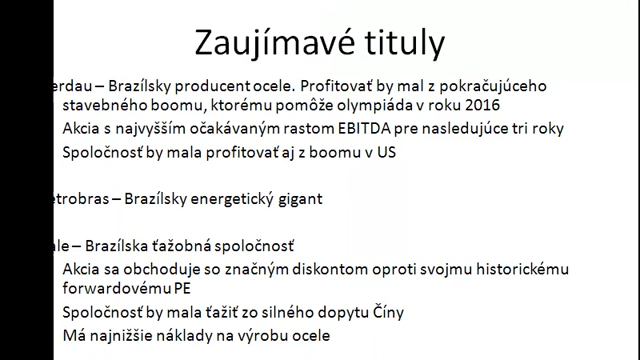 Zaujímavé tituly
erdau – Brazílsky producent ocele. Profitovať by mal z pokračujúceho
stavebného boomu, ktorému pomôže olympiáda v roku 2016
Akcia s najvyšším očakávaným rastom EBITDA pre nasledujúce tri roky
Spoločnosť by mala profitovať aj z boomu v US
etrobras – Brazílsky energetický gigant
ale – Brazílska ťažobná spoločnosť
Akcia sa obchoduje so značným diskontom oproti svojmu historickému
forwardovému PE
Spoločnosť by mala ťažiť zo silného dopytu Číny
Má najnižšie náklady na výrobu ocele